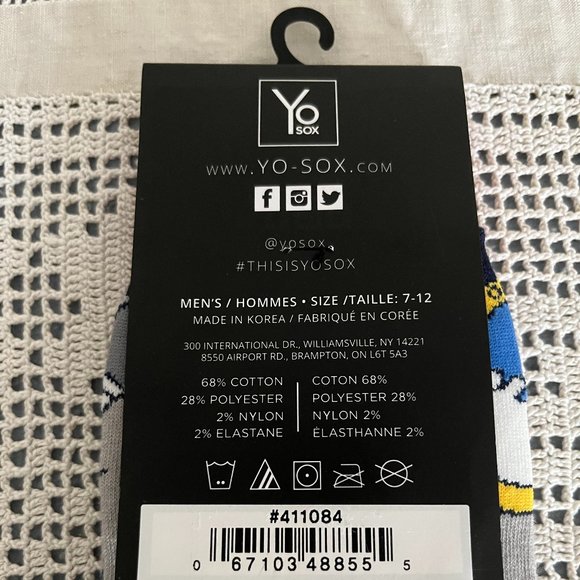 Yo
SOX
WWW.YO-SOX.COM
@yosox
#THISISYOSOX
MEN'S / HOMMES • SIZE /TAILLE: 7-12
MADE IN KOREA / FABRIQUÉ EN CORÉE
300 INTERNATIONAL DR., WILLIAMSVILLE, NY 14221
8550 AIRPORT RD., BRAMPTON, ON L6T 5A3
68% COTTON
28% POLYESTER
2% NYLON
2% ELASTANE
COTON 68%
POLYESTER 28%
NYLON 2%
ÉLASTHANNE 2%
#411084
0 67103 48855 5